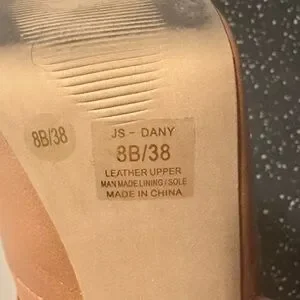 8B/38
JS - DANY
8B/38
LEATHER UPPER
MAN MADE LINING / SOLE
MADE IN CHINA